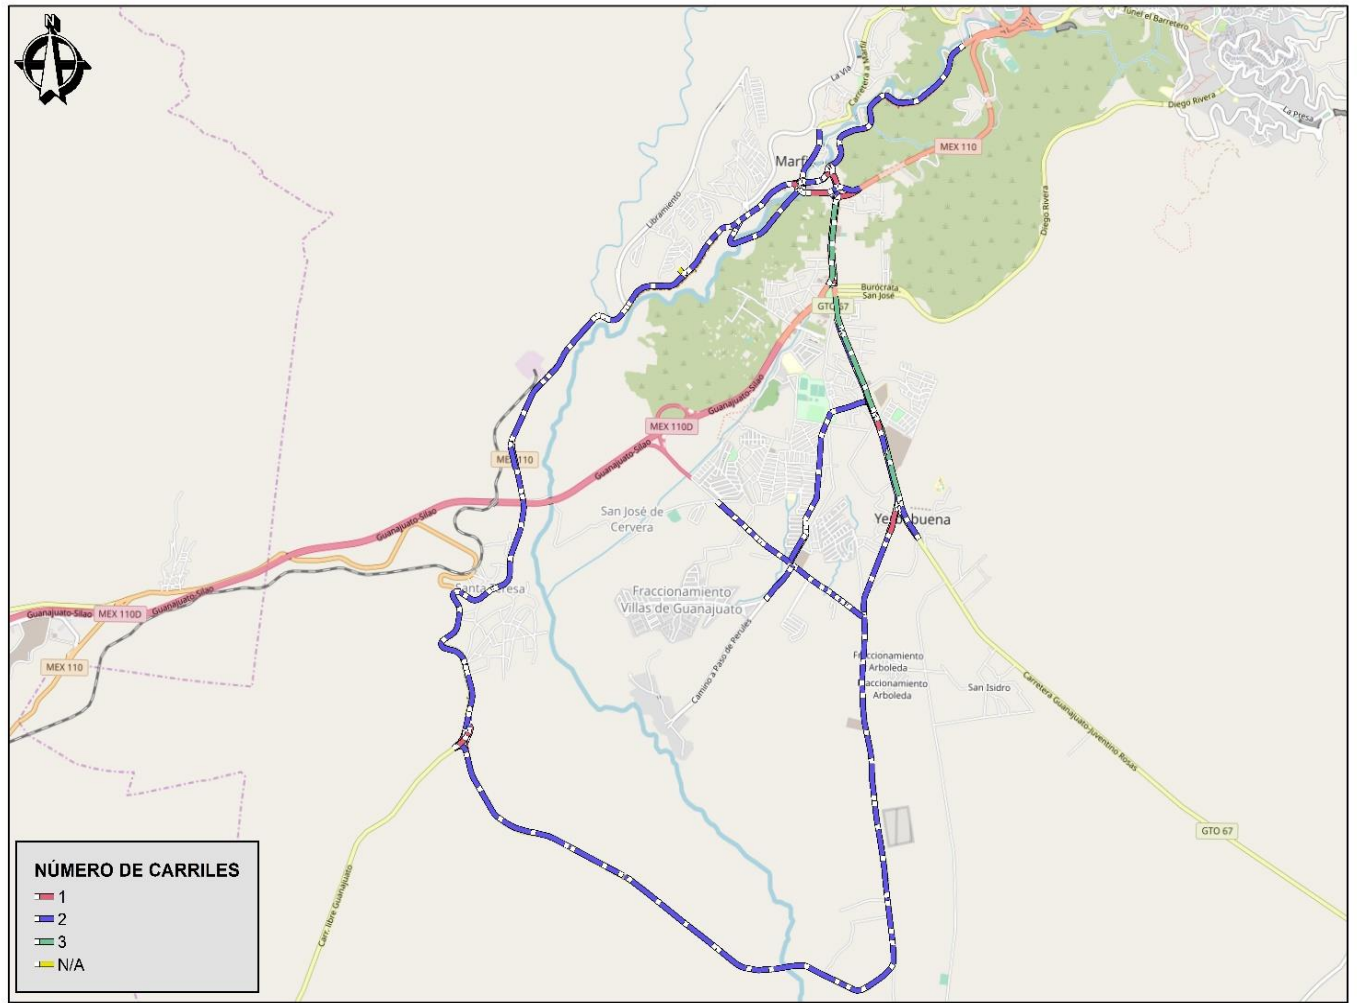 N
Túnel el Barretero
La Vía
Carretera a Marfil
Diego Rivera
La Presa
MEX 110
Marfil
Libramiento
Diego Rivera
Burócrata
San José
GTO 67
Guanajuato-Silao
MEX 110D
MEX 110
Guanajuato-Silao
San José de
Cervera
Yerbabuena
Guanajuato-Silao
Santa Teresa
Fraccionamiento
Villas de Guanajuato
Guanajuato-Silao
MEX 110D
Guanajuato-Silao
Camino a Paso de Perules
MEX 110
Fraccionamiento
Arboleda
Fraccionamiento
Arboleda
San Isidro
Carretera Guanajuato-Juventino Rosas
GTO 67
Carr. libre Guanajuato
NÚMERO DE CARRILES
1
2
3
N/A